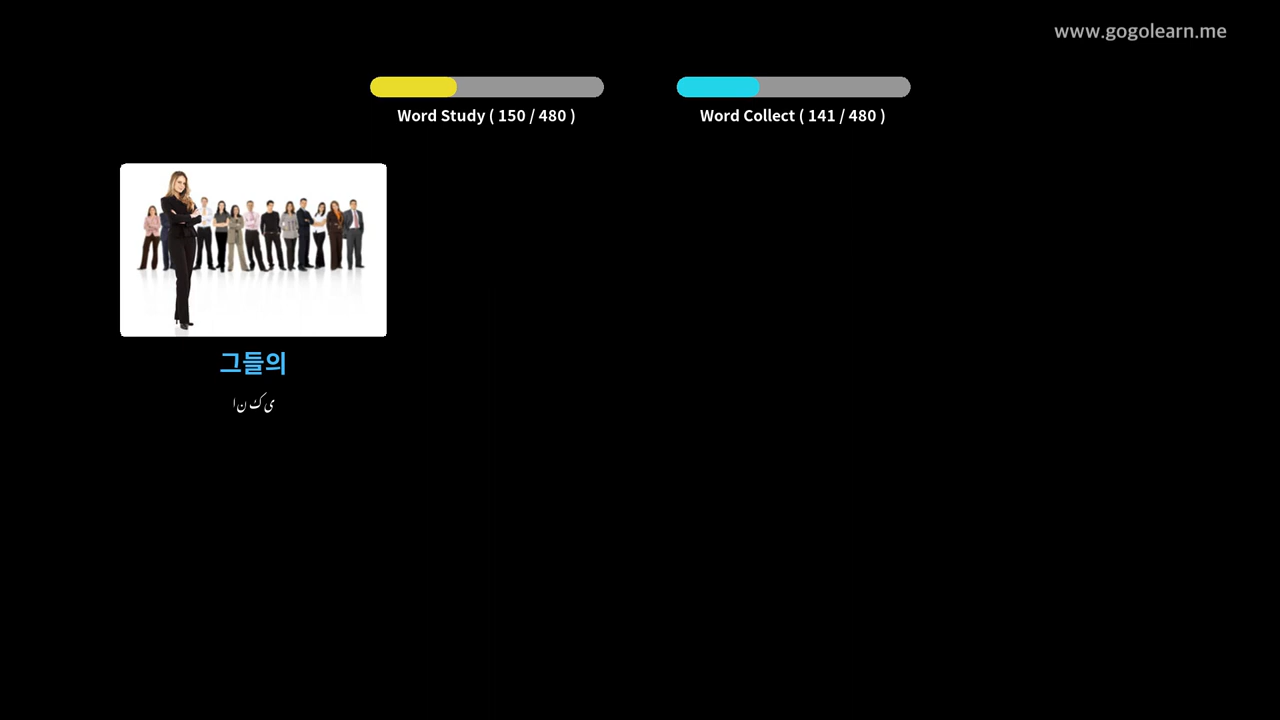 www.gogolearn.me
Word Study ( 150 / 480 )
Word Collect ( 141 / 480 )
그들의
ان کی